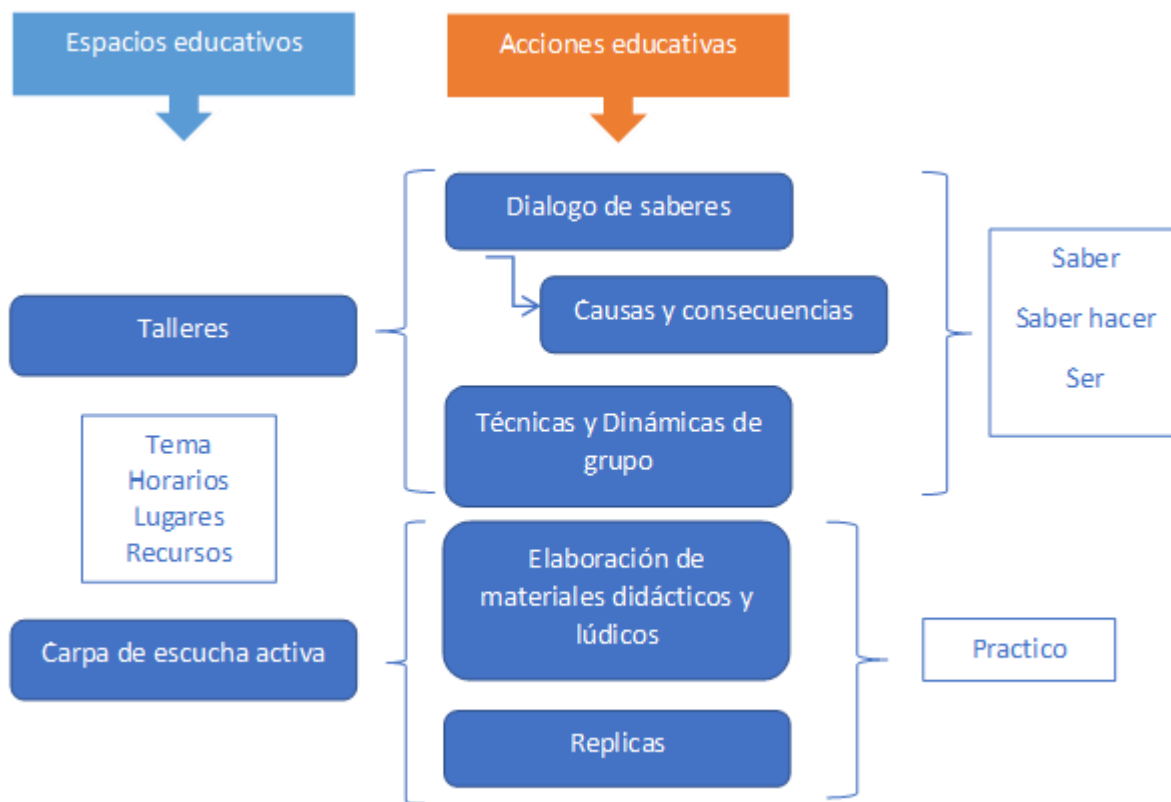 Espacios educativos
Acciones educativas
Dialogo de saberes
Causas y consecuencias
Talleres
Técnicas y Dinámicas de
grupo
Saber
Saber hacer
Ser
Tema
Horarios
Lugares
Recursos
Elaboración de
materiales didácticos y
lúdicos
Carpa de escucha activa
Replicas
Practico